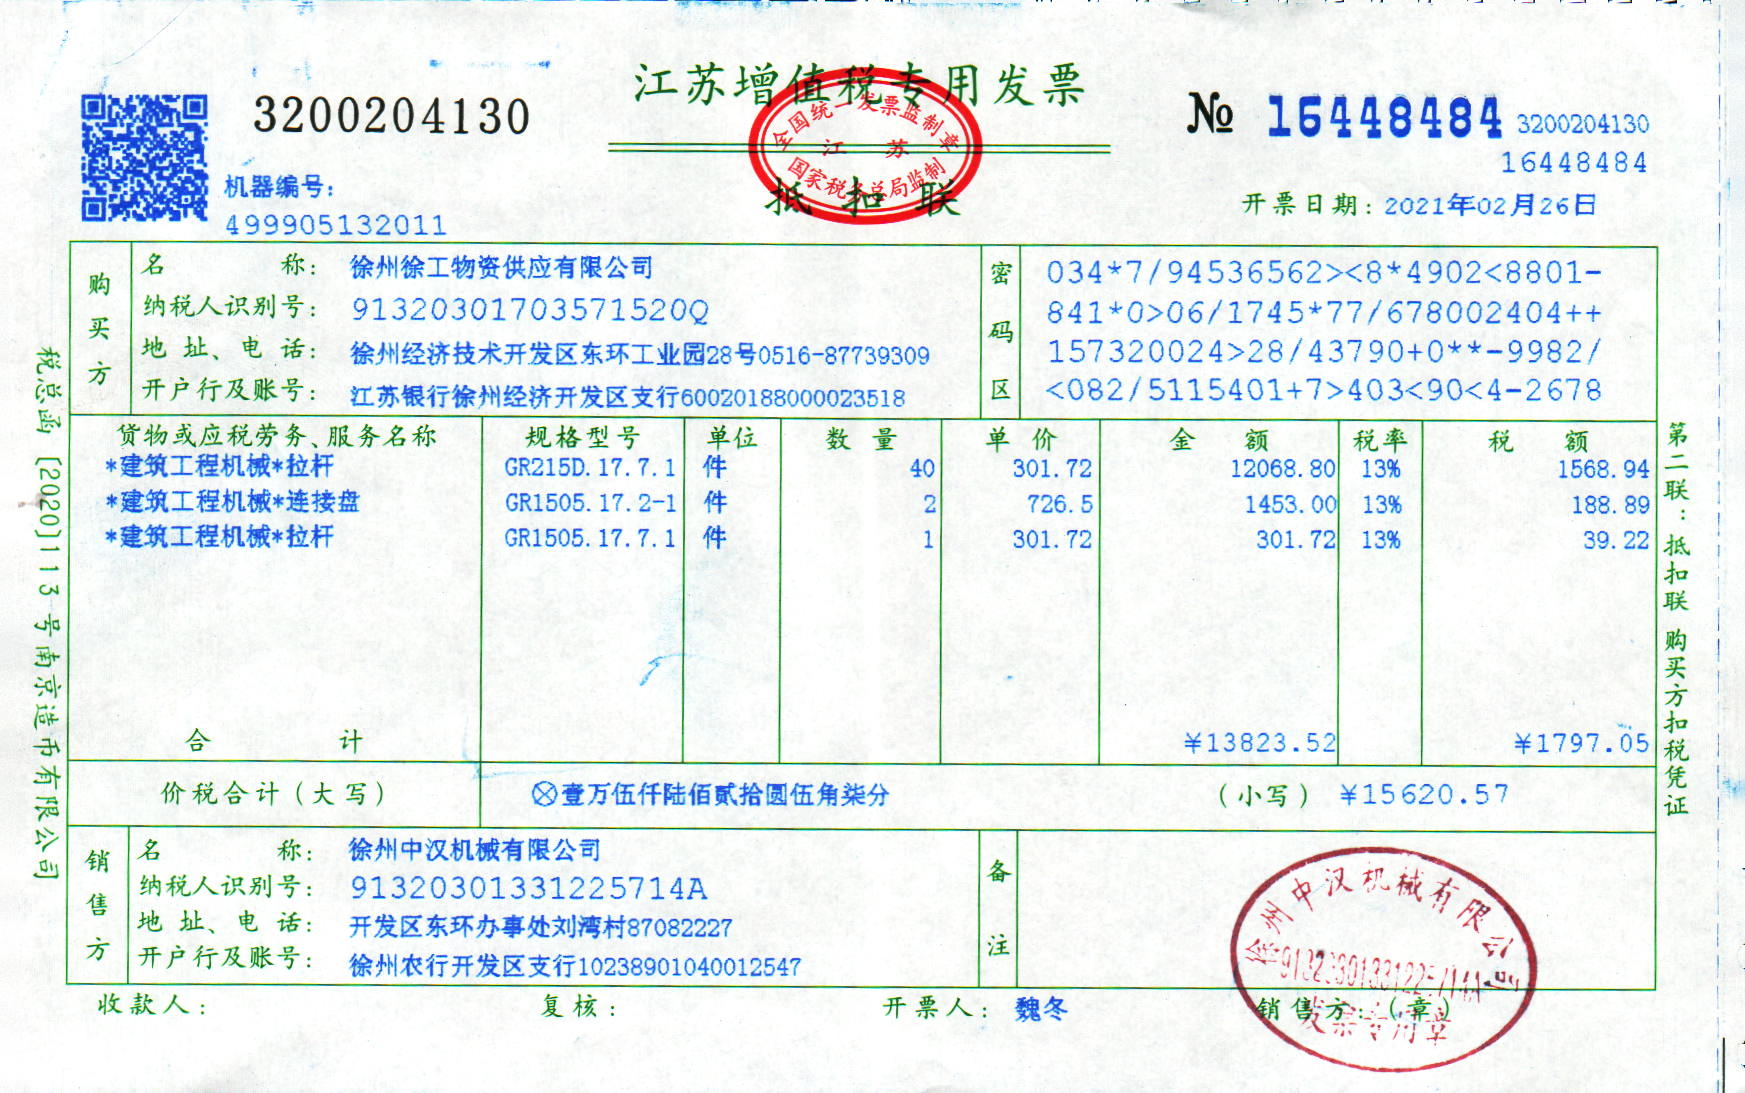 江苏增值税专用发票
全国统一发票监制章
江苏
国家税务总局监制
抵扣联
3200204130
№ 16448484 3200204130
16448484
机器编号:
499905132011
开票日期: 2021年02月26日
购买方
名 称: 徐州徐工物资供应有限公司
纳税人识别号: 91320301703571520Q
地 址、电 话: 徐州经济技术开发区东环工业园28号0516-87739309
开户行及账号: 江苏银行徐州经济开发区支行60020188000023518
密码区
034*7/94536562><8*4902<8801-
841*0>06/1745*77/678002404++
157320024>28/43790+0**-9982/
<082/5115401+7>403<90<4-2678
货物或应税劳务、服务名称 规格型号 单位 数 量 单 价 金 额 税率 税 额
*建筑工程机械*拉杆 GR215D.17.7.1 件 40 301.72 12068.80 13% 1568.94
*建筑工程机械*连接盘 GR1505.17.2-1 件 2 726.5 1453.00 13% 188.89
*建筑工程机械*拉杆 GR1505.17.7.1 件 1 301.72 301.72 13% 39.22
合 计 ¥13823.52 ¥1797.05
价税合计(大写) ⊗壹万伍仟陆佰贰拾圆伍角柒分 (小写) ¥15620.57
销售方
名 称: 徐州中汉机械有限公司
纳税人识别号: 91320301331225714A
地 址、电 话: 开发区东环办事处刘湾村87082227
开户行及账号: 徐州农行开发区支行10238901040012547
备注
收款人: 复核: 开票人: 魏冬 销售方:(章)
徐州中汉机械有限公司
91320301331225714A
发票专用章
税总函[2020]113号南京造币有限公司
第二联:抵扣联 购买方扣税凭证